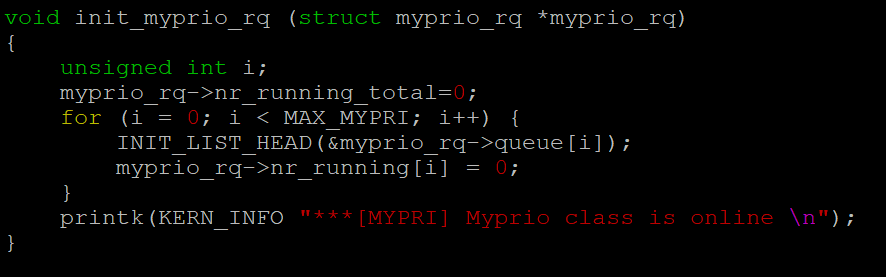 void init_myprio_rq (struct myprio_rq *myprio_rq)
{
    unsigned int i;
    myprio_rq->nr_running_total=0;
    for (i = 0; i < MAX_MYPRI; i++) {
        INIT_LIST_HEAD(&myprio_rq->queue[i]);
        myprio_rq->nr_running[i] = 0;
    }
    printk(KERN_INFO "***[MYPRI] Myprio class is online \n");
}